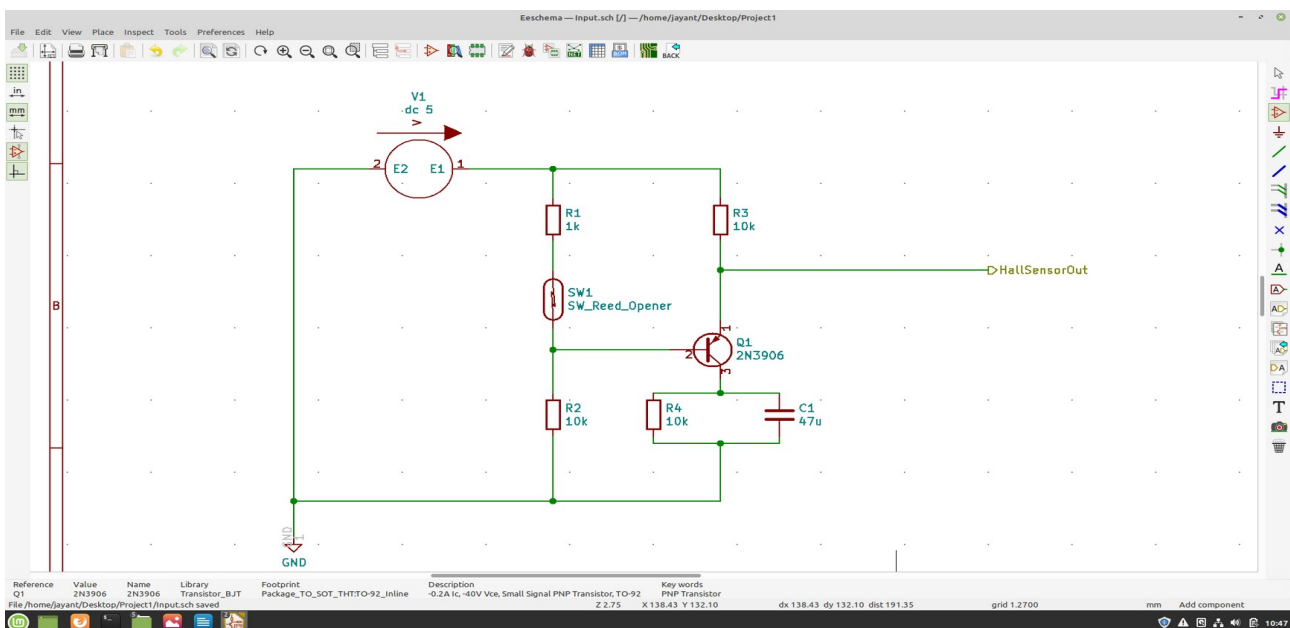 Eeschema — Input.sch [/] — /home/jayant/Desktop/Project1
File Edit View Place Inspect Tools Preferences Help
BACK
in
mm
V1
dc 5
>
2 E2 E1 1
R1
1k
R3
10k
HallSensorOut
SW1
SW_Reed_Opener
B
1
2
Q1
2N3906
3
R2
10k
R4
10k
C1
47u
GND
GND
A
A
T
Reference Value Name Library Footprint Description Key words
Q1 2N3906 2N3906 Transistor_BJT Package_TO_SOT_THT:TO-92_Inline -0.2A Ic, -40V Vce, Small Signal PNP Transistor, TO-92 PNP Transistor
File /home/jayant/Desktop/Project1/Input.sch saved Z 2.75 X 138.43 Y 132.10 dx 138.43 dy 132.10 dist 191.35 grid 1.2700 mm Add component
10:47